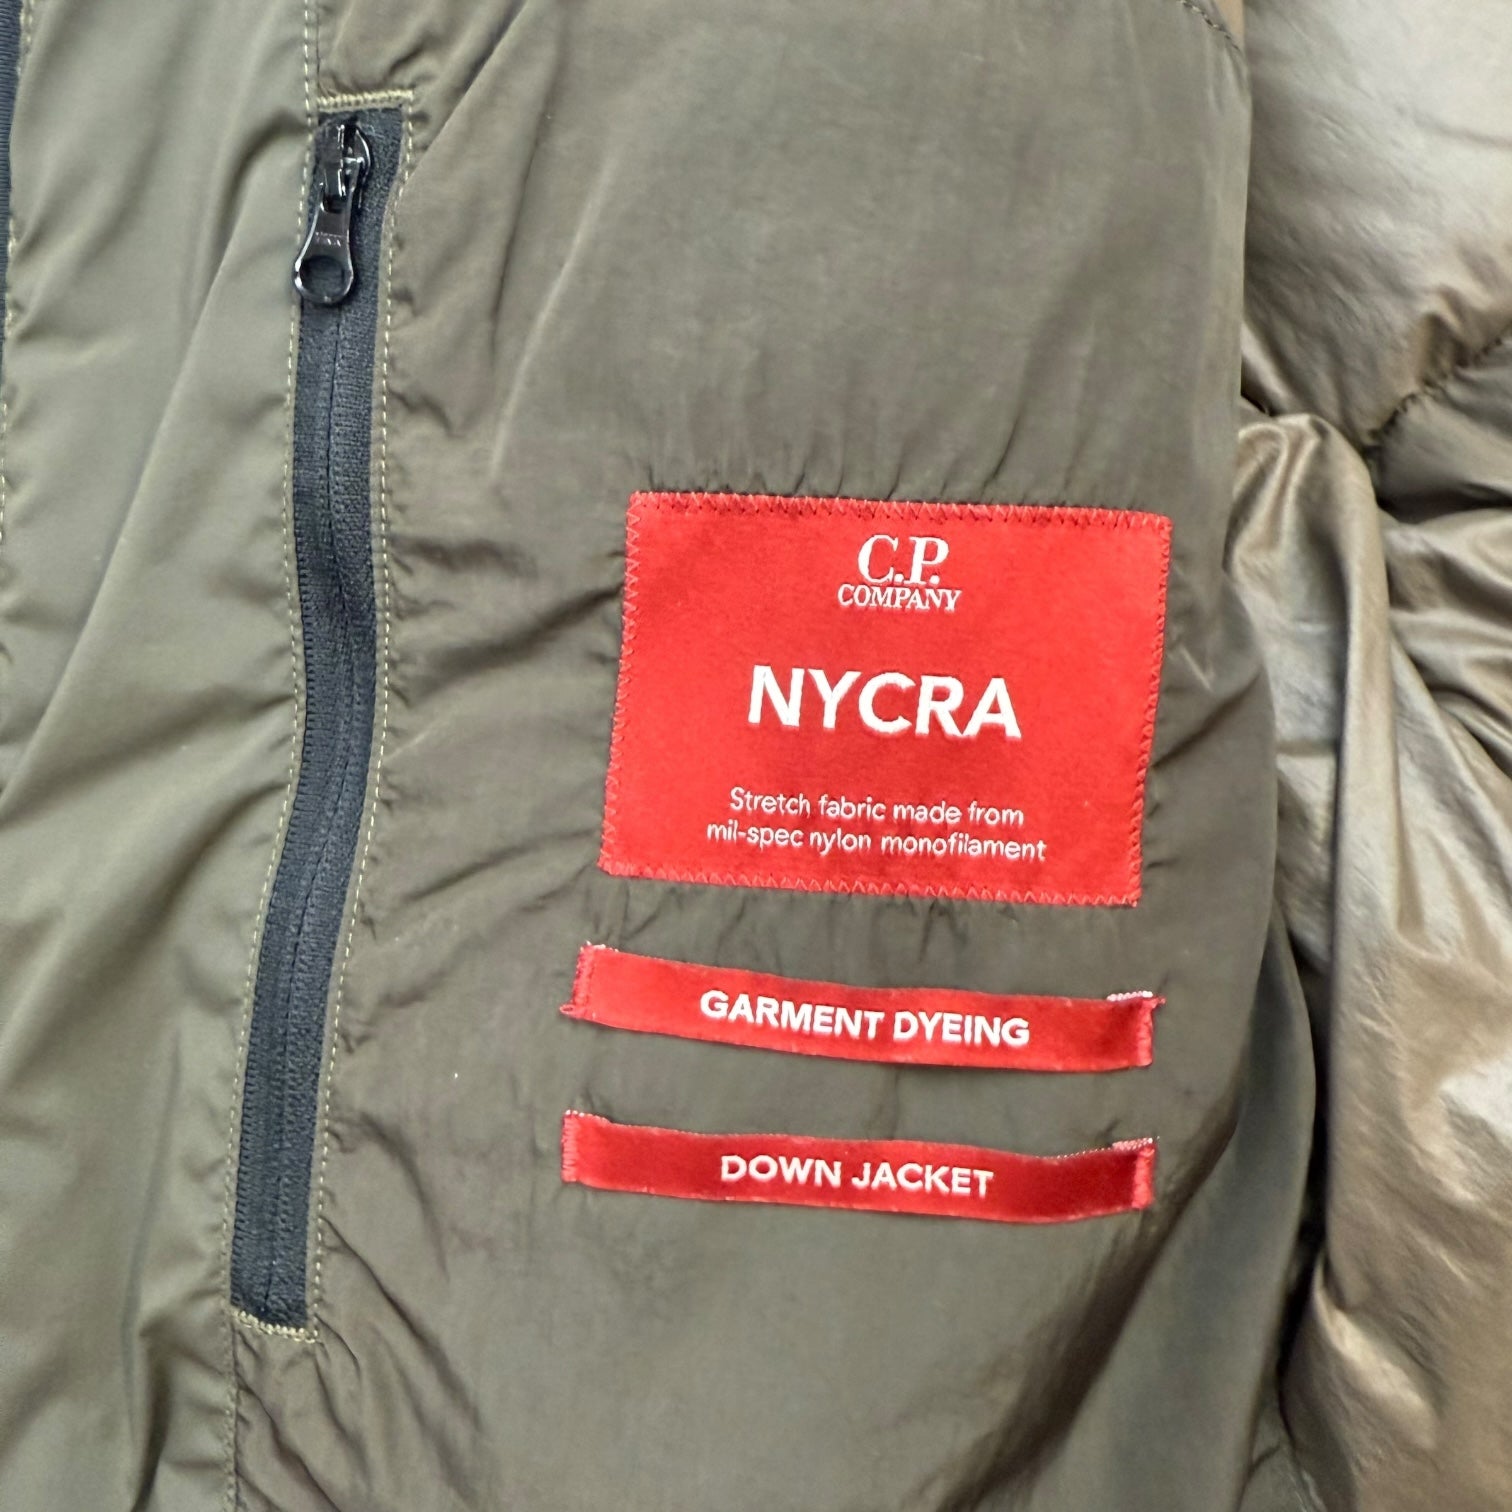 C.P.
COMPANY
NYCRA
Stretch fabric made from
mil-spec nylon monofilament
GARMENT DYEING
DOWN JACKET